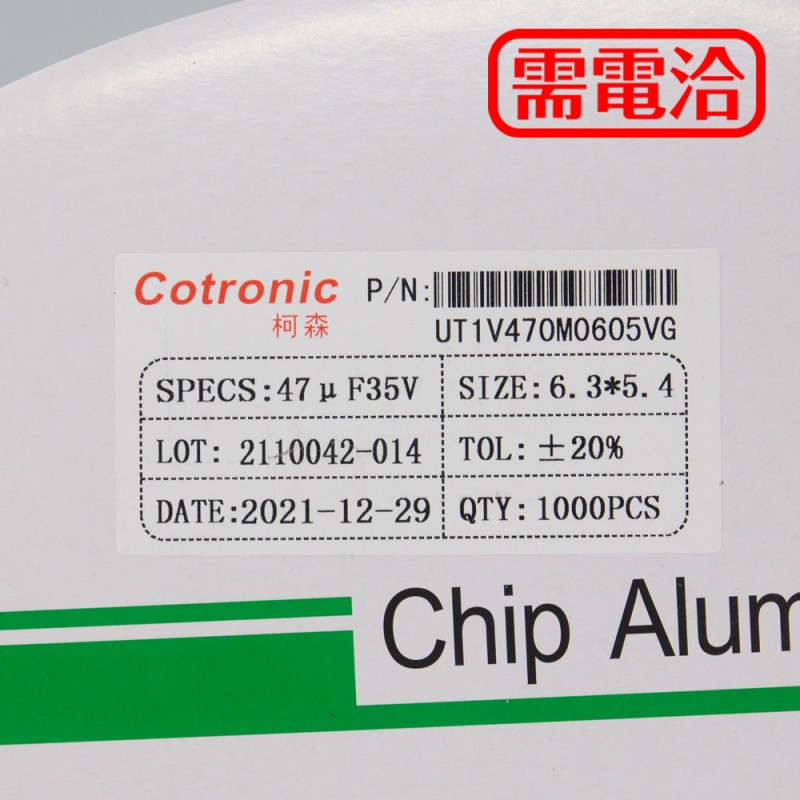 需電洽
Cotronic P/N:
柯森 UT1V470M0605VG
SPECS:47μF35V SIZE:6.3*5.4
LOT: 2110042-014 TOL: ±20%
DATE:2021-12-29 QTY: 1000PCS
Chip Alum